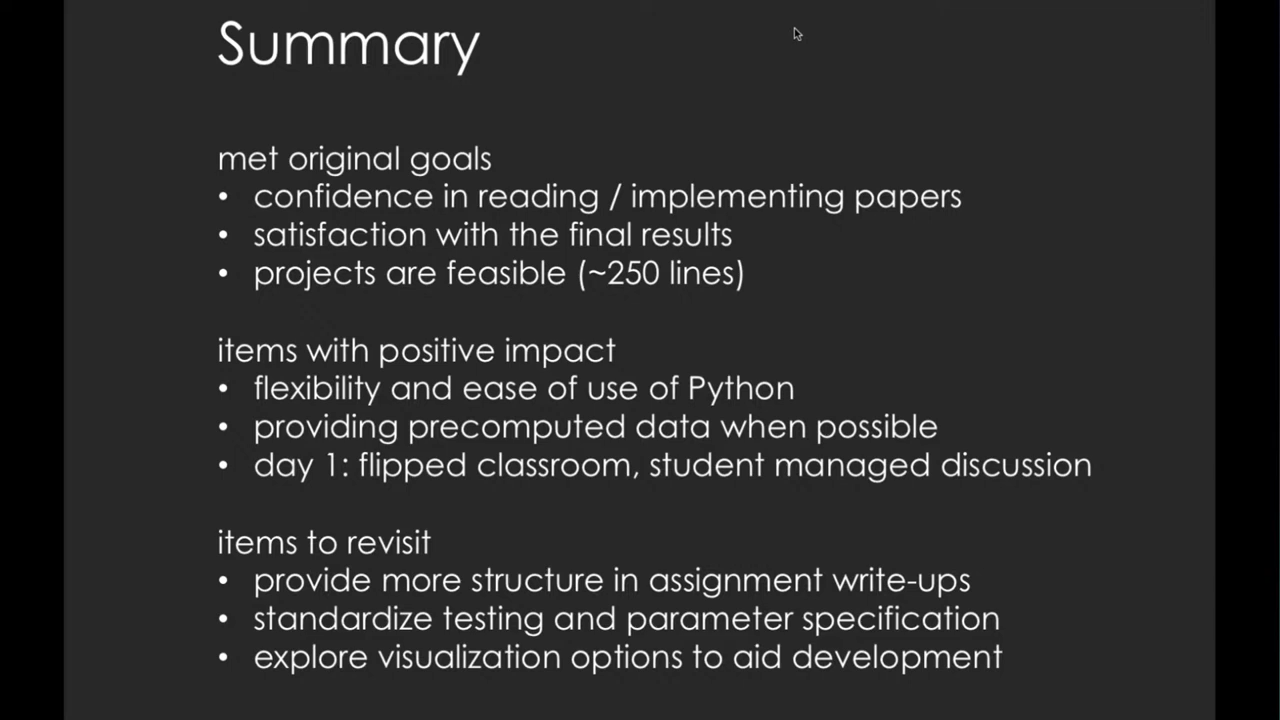 Summary
met original goals
• confidence in reading / implementing papers
• satisfaction with the final results
• projects are feasible (~250 lines)
items with positive impact
• flexibility and ease of use of Python
• providing precomputed data when possible
• day 1: flipped classroom, student managed discussion
items to revisit
• provide more structure in assignment write-ups
• standardize testing and parameter specification
• explore visualization options to aid development